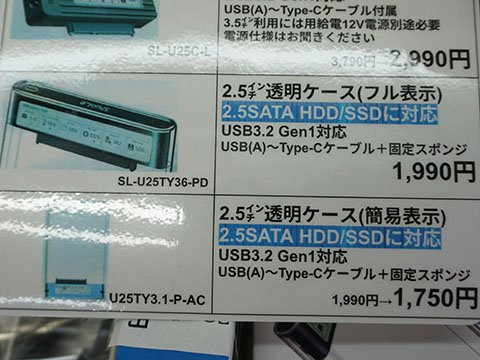 USB(A)～Type-Cケーブル付属
3.5㌅利用には用給電12V電源別途必要
電源仕様はお聞きください
SL-U25C-L
3,790円→2,990円
2.5㌅透明ケース(フル表示)
2.5SATA HDD/SSDに対応
USB3.2 Gen1対応
USB(A)～Type-Cケーブル＋固定スポンジ
1,990円
SL-U25TY36-PD
2.5㌅透明ケース(簡易表示)
2.5SATA HDD/SSDに対応
USB3.2 Gen1対応
USB(A)～Type-Cケーブル＋固定スポンジ
U25TY3.1-P-AC
1,990円→1,750円